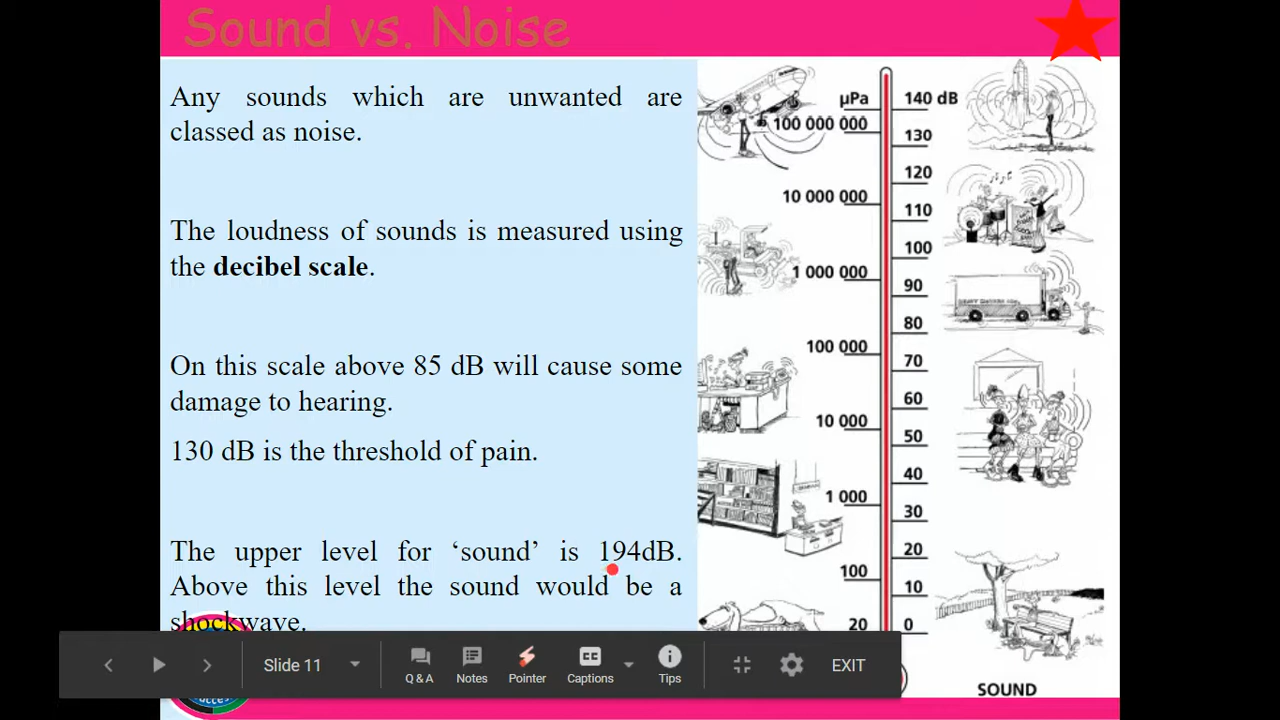 Sound vs. Noise
Any sounds which are unwanted are
classed as noise.
The loudness of sounds is measured using
the decibel scale.
On this scale above 85 dB will cause some
damage to hearing.
130 dB is the threshold of pain.
The upper level for ‘sound’ is 194dB.
Above this level the sound would be a
shockwave.
µPa
100 000 000
10 000 000
1 000 000
100 000
10 000
1 000
100
20
140 dB
130
120
110
100
90
80
70
60
50
40
30
20
10
0
SOUND
Slide 11
Q & A
Notes
Pointer
CC
Captions
Tips
EXIT